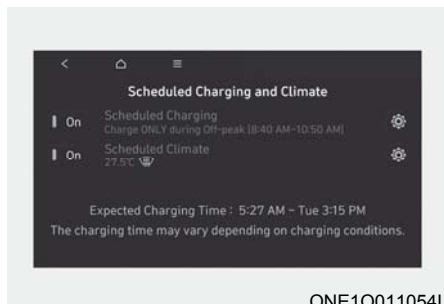 Scheduled Charging and Climate
On
Scheduled Charging
Charge ONLY during Off-peak [8:40 AM~10:50 AM]
On
Scheduled Climate
27.5℃
Expected Charging Time : 5:27 AM ~ Tue 3:15 PM
The charging time may vary depending on charging conditions.